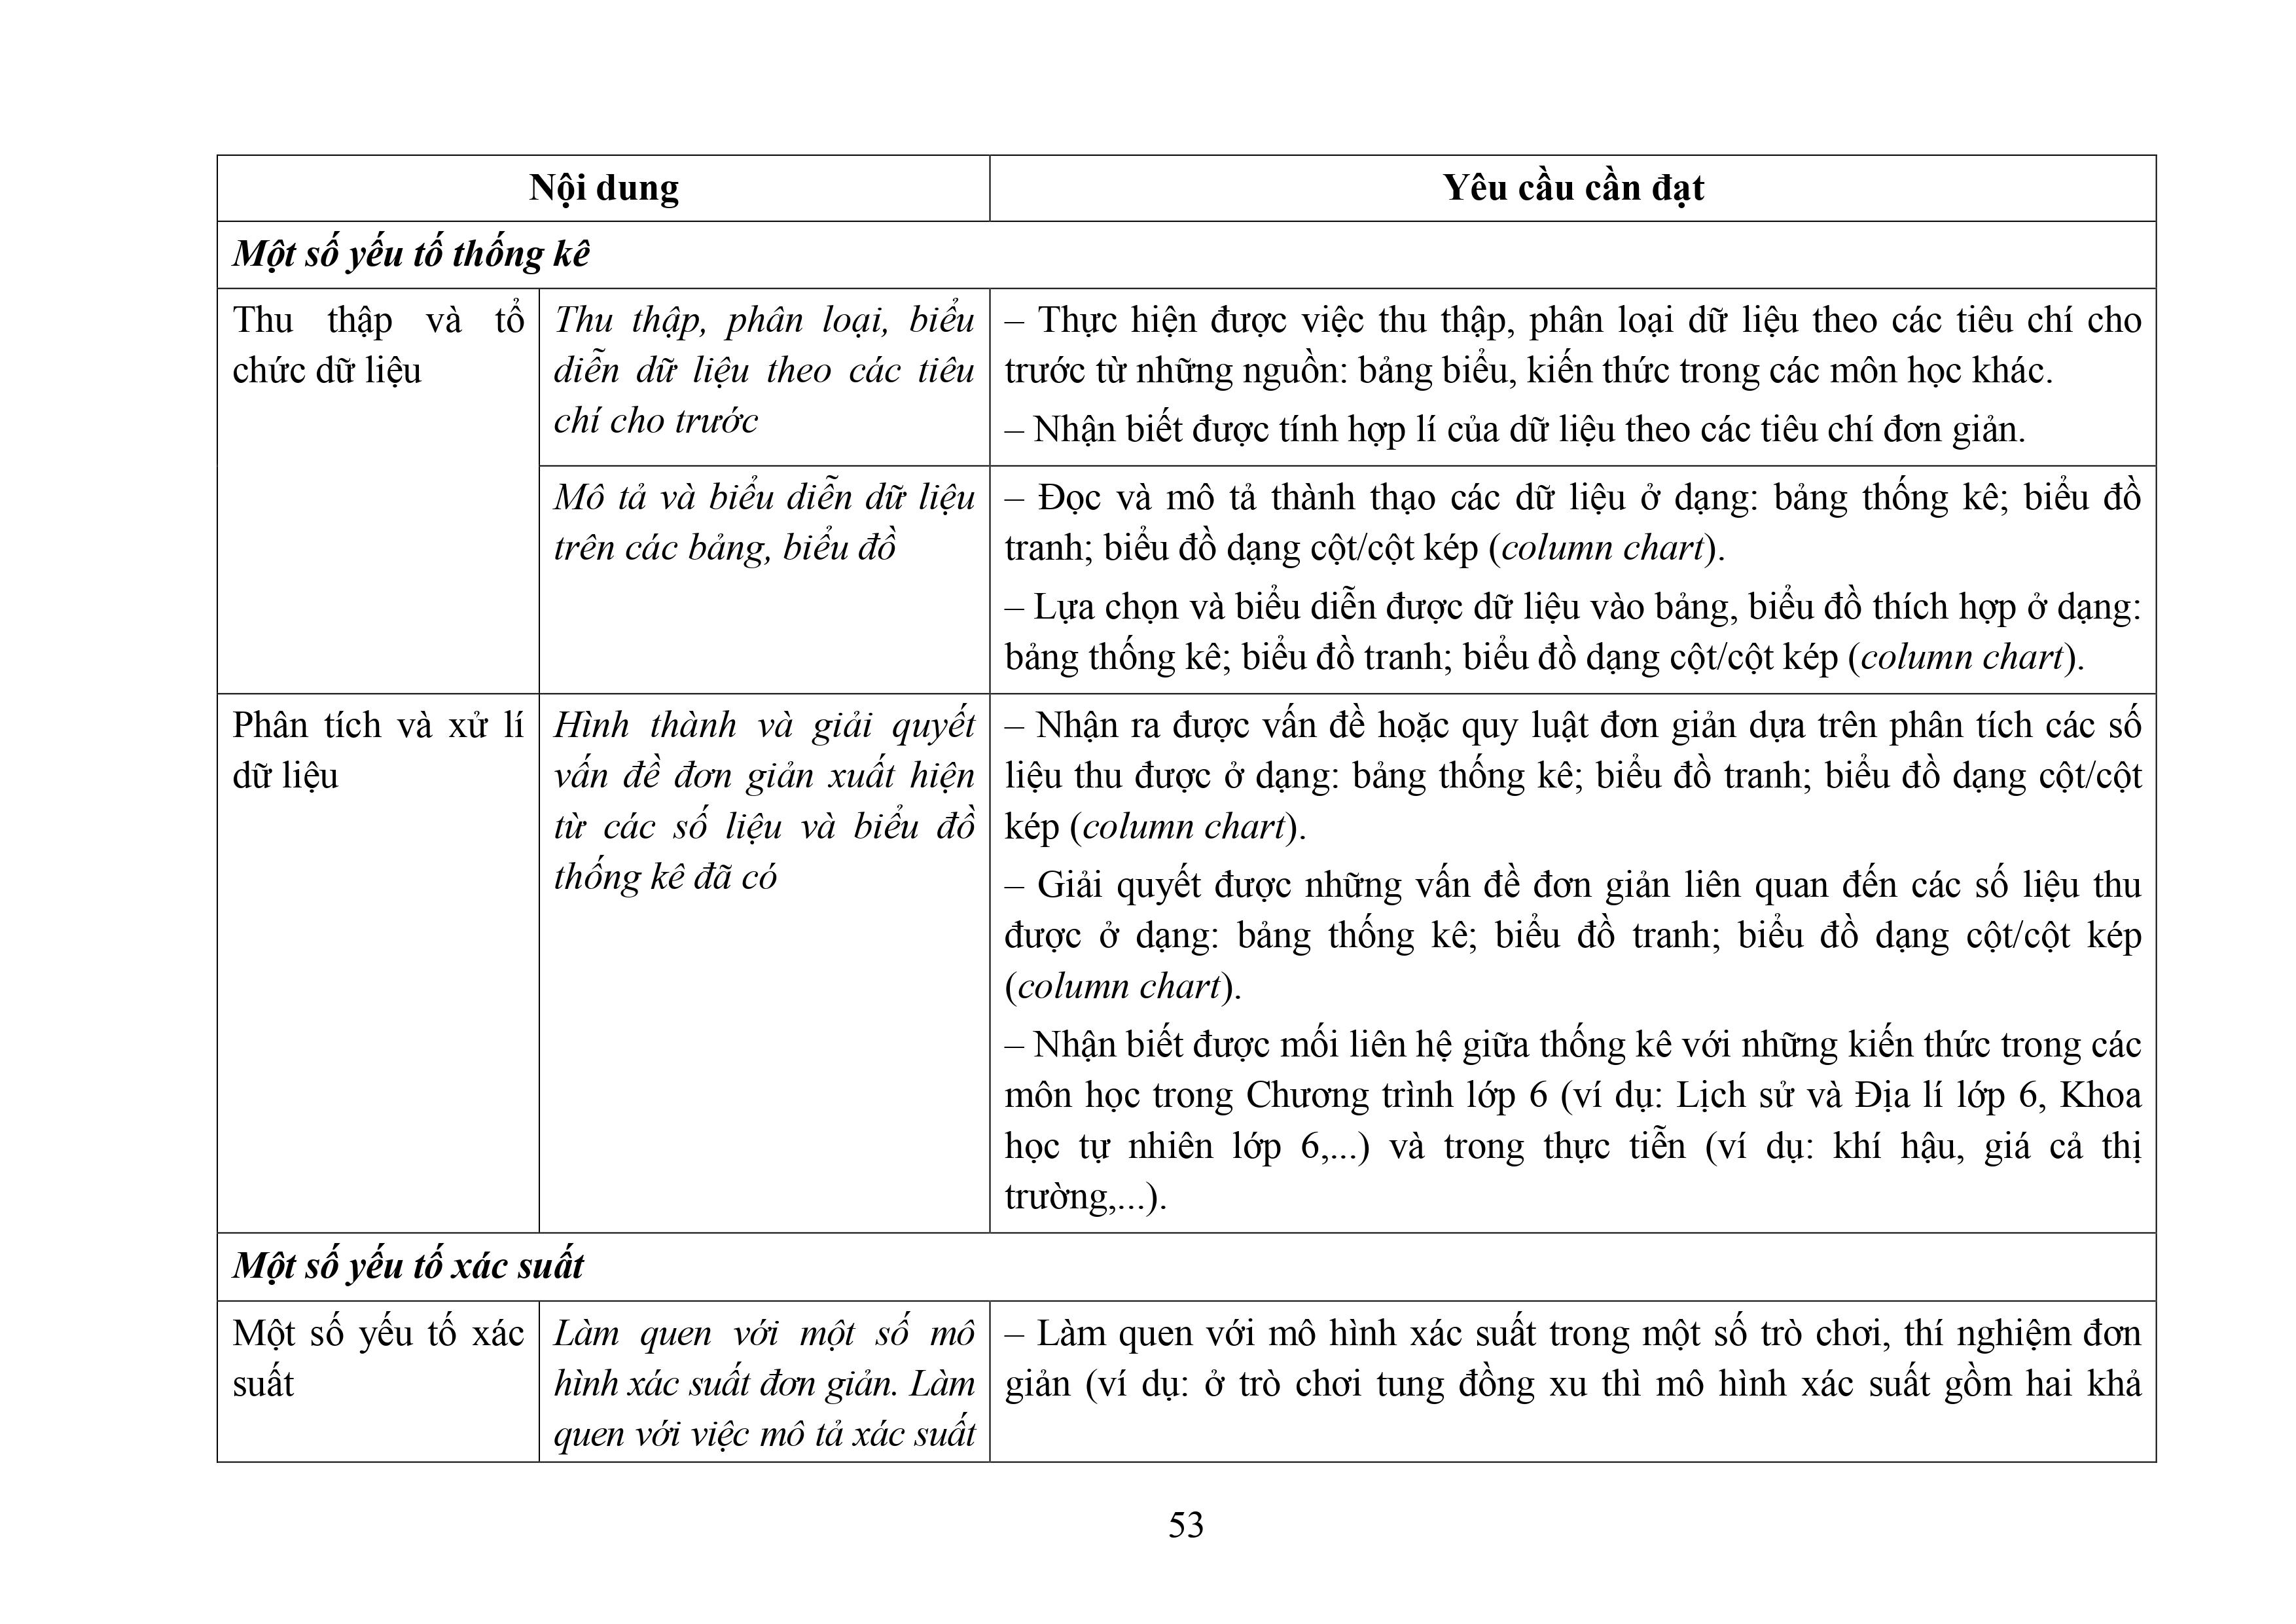 Nội dung
Yêu cầu cần đạt
Một số yếu tố thống kê
Thu thập và tổ
chức dữ liệu
Thu thập, phân loại, biểu
diễn dữ liệu theo các tiêu
chí cho trước
– Thực hiện được việc thu thập, phân loại dữ liệu theo các tiêu chí cho
trước từ những nguồn: bảng biểu, kiến thức trong các môn học khác.
– Nhận biết được tính hợp lí của dữ liệu theo các tiêu chí đơn giản.
Mô tả và biểu diễn dữ liệu
trên các bảng, biểu đồ
– Đọc và mô tả thành thạo các dữ liệu ở dạng: bảng thống kê; biểu đồ
tranh; biểu đồ dạng cột/cột kép (column chart).
– Lựa chọn và biểu diễn được dữ liệu vào bảng, biểu đồ thích hợp ở dạng:
bảng thống kê; biểu đồ tranh; biểu đồ dạng cột/cột kép (column chart).
Phân tích và xử lí
dữ liệu
Hình thành và giải quyết
vấn đề đơn giản xuất hiện
từ các số liệu và biểu đồ
thống kê đã có
– Nhận ra được vấn đề hoặc quy luật đơn giản dựa trên phân tích các số
liệu thu được ở dạng: bảng thống kê; biểu đồ tranh; biểu đồ dạng cột/cột
kép (column chart).
– Giải quyết được những vấn đề đơn giản liên quan đến các số liệu thu
được ở dạng: bảng thống kê; biểu đồ tranh; biểu đồ dạng cột/cột kép
(column chart).
– Nhận biết được mối liên hệ giữa thống kê với những kiến thức trong các
môn học trong Chương trình lớp 6 (ví dụ: Lịch sử và Địa lí lớp 6, Khoa
học tự nhiên lớp 6,...) và trong thực tiễn (ví dụ: khí hậu, giá cả thị
trường,...).
Một số yếu tố xác suất
Một số yếu tố xác
suất
Làm quen với một số mô
hình xác suất đơn giản. Làm
quen với việc mô tả xác suất
– Làm quen với mô hình xác suất trong một số trò chơi, thí nghiệm đơn
giản (ví dụ: ở trò chơi tung đồng xu thì mô hình xác suất gồm hai khả
53